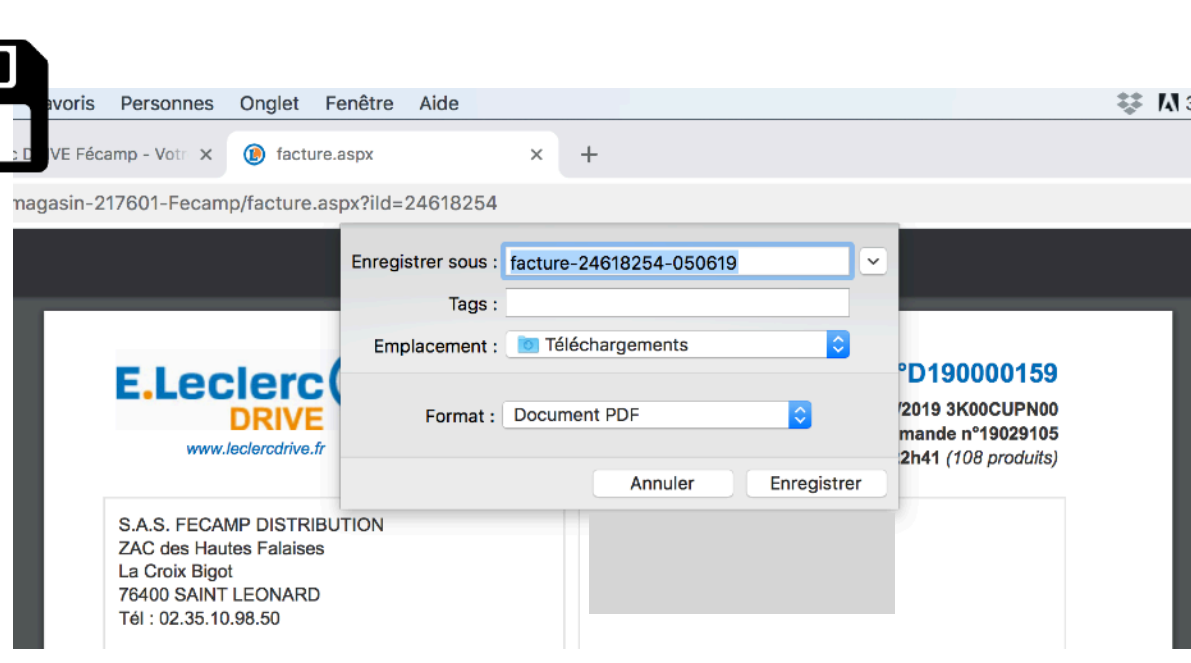 avoris Personnes Onglet Fenêtre Aide
VE Fécamp - Votr facture.aspx
magasin-217601-Fecamp/facture.aspx?iId=24618254
Enregistrer sous : facture-24618254-050619
Tags :
Emplacement : Téléchargements
Format : Document PDF
Annuler Enregistrer
E.Leclerc
DRIVE
www.leclercdrive.fr
°D190000159
/2019 3K00CUPN00
mande n°19029105
2h41 (108 produits)
S.A.S. FECAMP DISTRIBUTION
ZAC des Hautes Falaises
La Croix Bigot
76400 SAINT LEONARD
Tél : 02.35.10.98.50